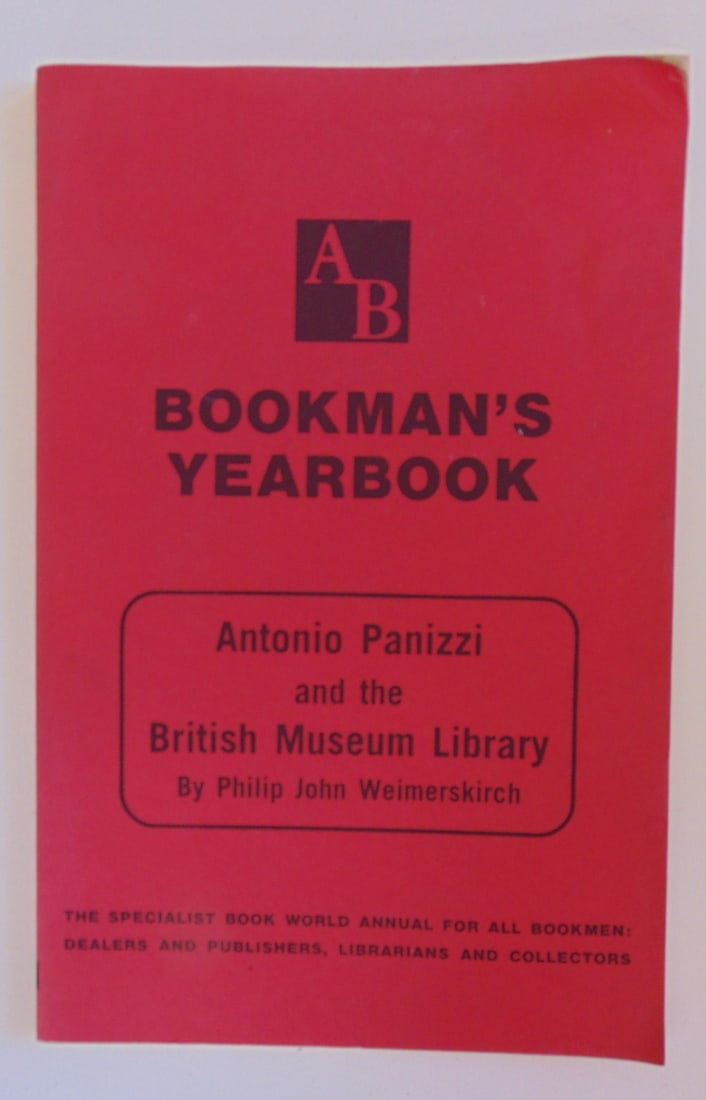 A
B
BOOKMAN'S
YEARBOOK
Antonio Panizzi
and the
British Museum Library
By Philip John Weimerskirch
THE SPECIALIST BOOK WORLD ANNUAL FOR ALL BOOKMEN:
DEALERS AND PUBLISHERS, LIBRARIANS AND COLLECTORS